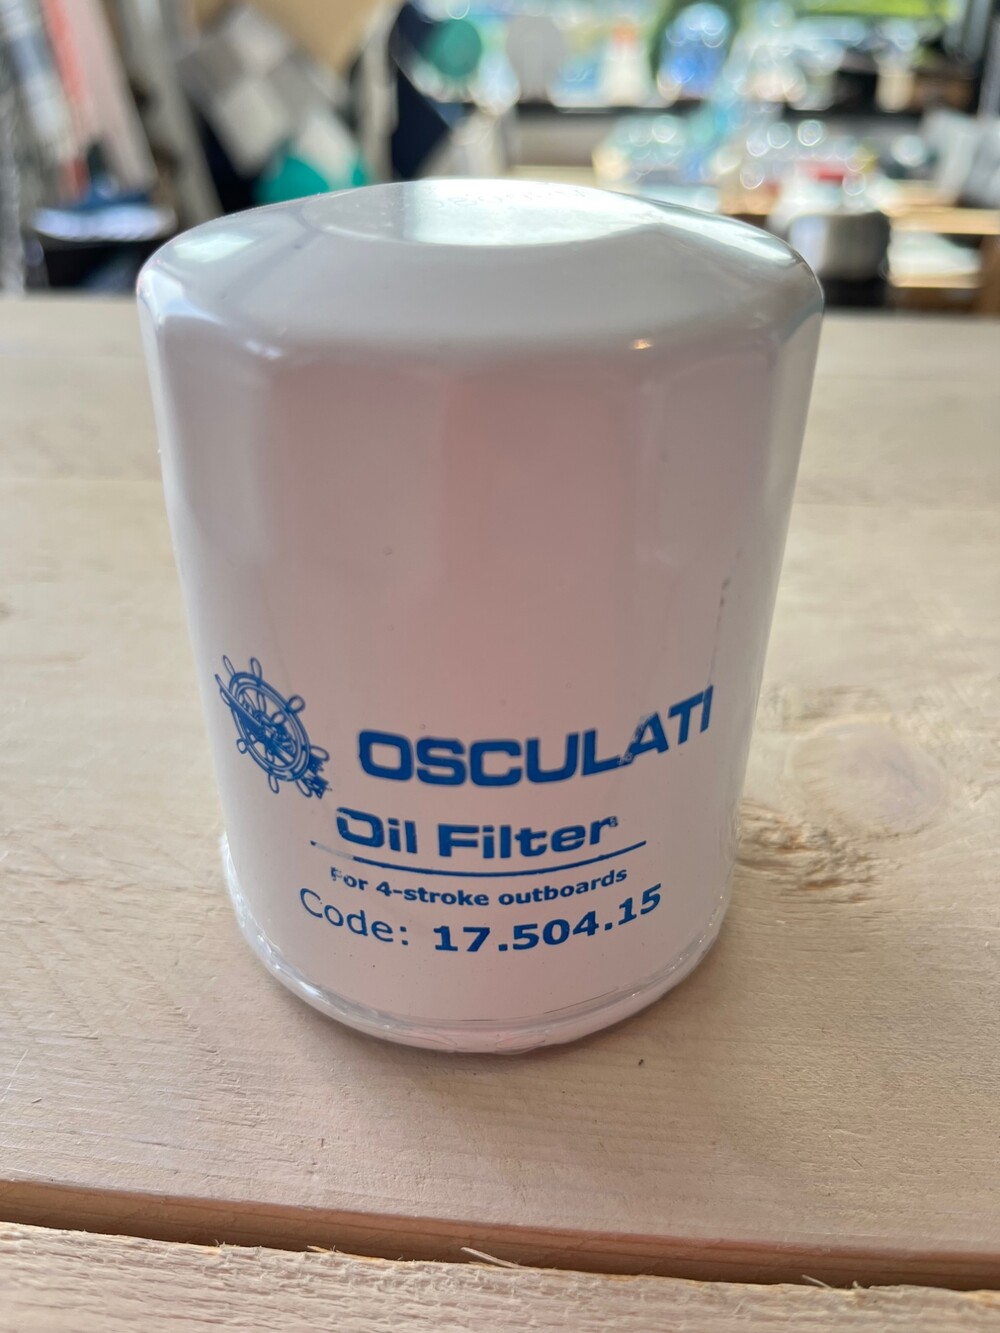 OSCULATI
Oil Filter
For 4-stroke outboards
Code: 17.504.15